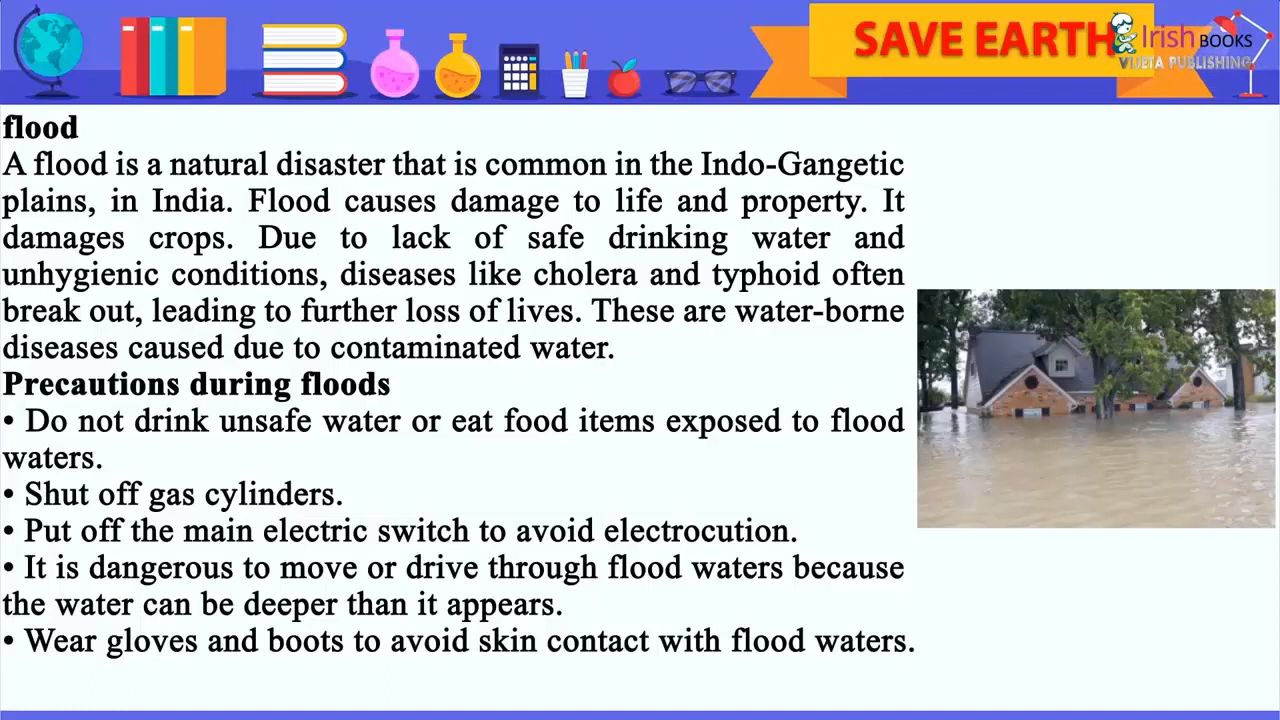 SAVE EARTH
Irish BOOKS
VIJETA PUBLISHING
flood
A flood is a natural disaster that is common in the Indo-Gangetic
plains, in India. Flood causes damage to life and property. It
damages crops. Due to lack of safe drinking water and
unhygienic conditions, diseases like cholera and typhoid often
break out, leading to further loss of lives. These are water-borne
diseases caused due to contaminated water.
Precautions during floods
• Do not drink unsafe water or eat food items exposed to flood
waters.
• Shut off gas cylinders.
• Put off the main electric switch to avoid electrocution.
• It is dangerous to move or drive through flood waters because
the water can be deeper than it appears.
• Wear gloves and boots to avoid skin contact with flood waters.